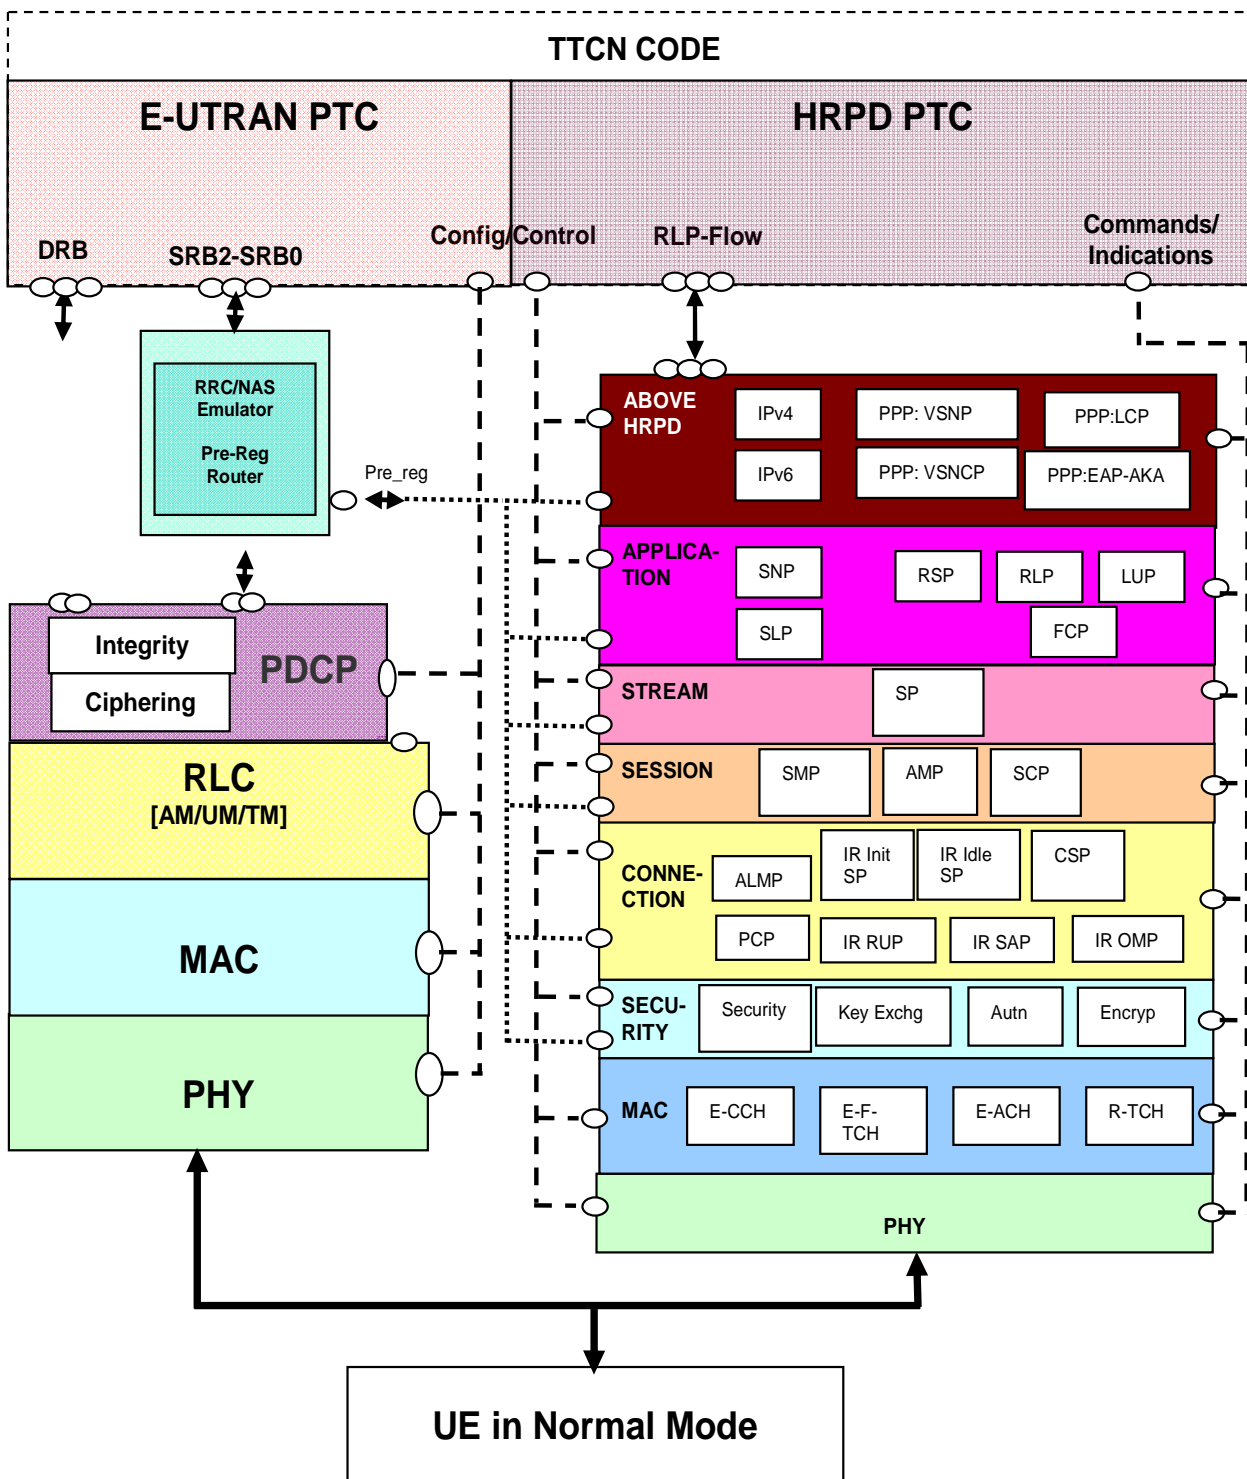 TTCN CODE
E-UTRAN PTC
HRPD PTC
DRB
SRB2-SRB0
Config/Control
RLP-Flow
Commands/
Indications
RRC/NAS
Emulator
Pre-Reg
Router
Pre_reg
ABOVE
HRPD
IPv4
PPP: VSNP
PPP:LCP
IPv6
PPP: VSNCP
PPP:EAP-AKA
APPLICA-
TION
SNP
RSP
RLP
LUP
SLP
FCP
Integrity
Ciphering
PDCP
STREAM
SP
RLC
[AM/UM/TM]
SESSION
SMP
AMP
SCP
CONNE-
CTION
ALMP
IR Init
SP
IR Idle
SP
CSP
PCP
IR RUP
IR SAP
IR OMP
MAC
SECU-
RITY
Security
Key Exchg
Autn
Encryp
PHY
MAC
E-CCH
E-F-
TCH
E-ACH
R-TCH
PHY
UE in Normal Mode